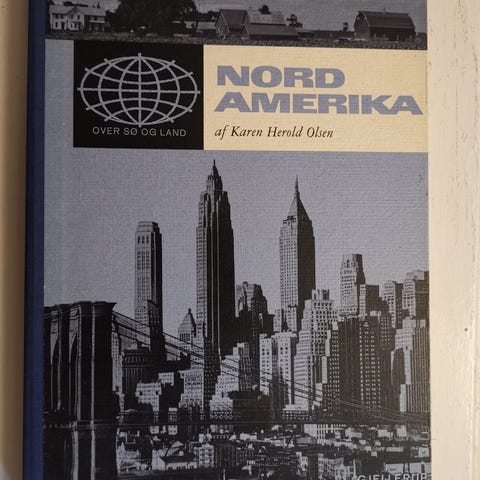 NORD
AMERIKA
OVER SØ OG LAND
af Karen Herold Olsen
GJELLERUP